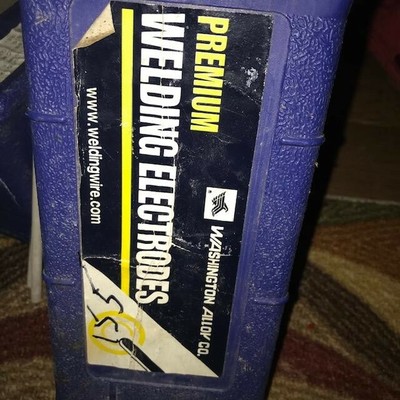 PREMIUM
WELDING ELECTRODES
WASHINGTON ALLOY CO.
www.weldingwire.com